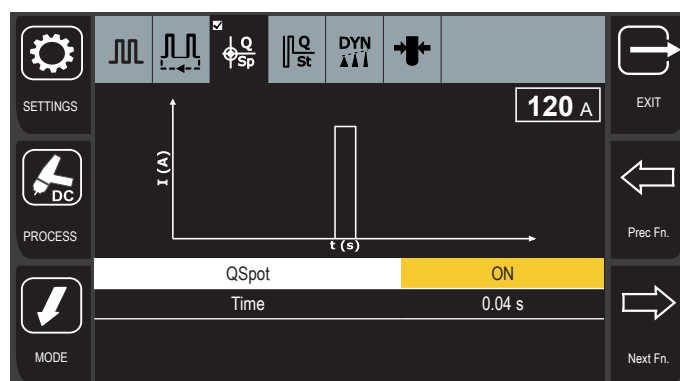 Q
Sp
Q
St
DYN
SETTINGS
120 A
EXIT
I (A)
DC
PROCESS
t (s)
Prec Fn.
QSpot ON
Time 0.04 s
MODE
Next Fn.